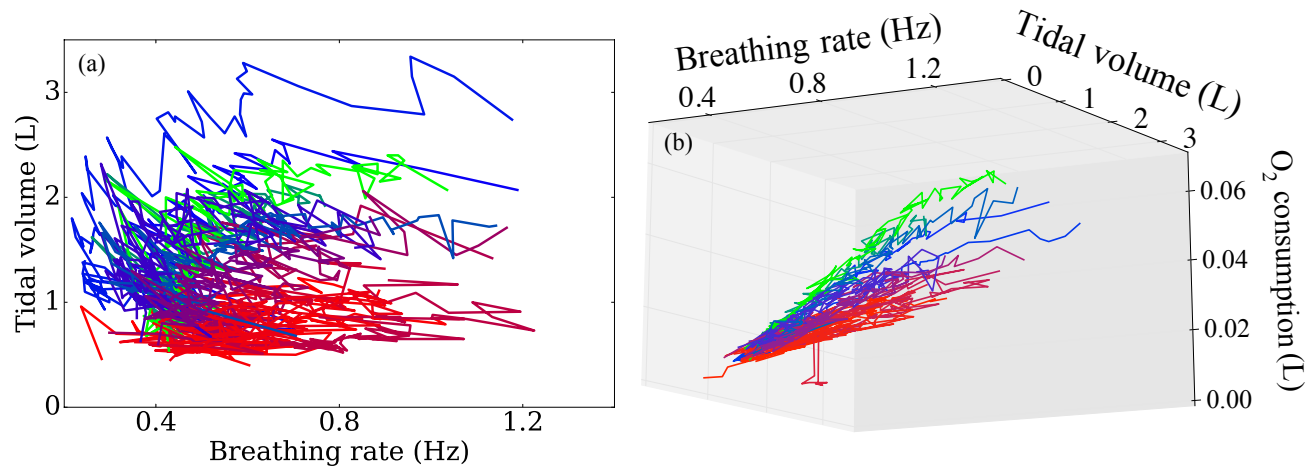 (a)
3
2
1
0
Tidal volume (L)
0.4
0.8
1.2
Breathing rate (Hz)
(b)
Breathing rate (Hz)
0.4
0.8
1.2
Tidal volume (L)
0
1
2
3
O2 consumption (L)
0.06
0.04
0.02
0.00